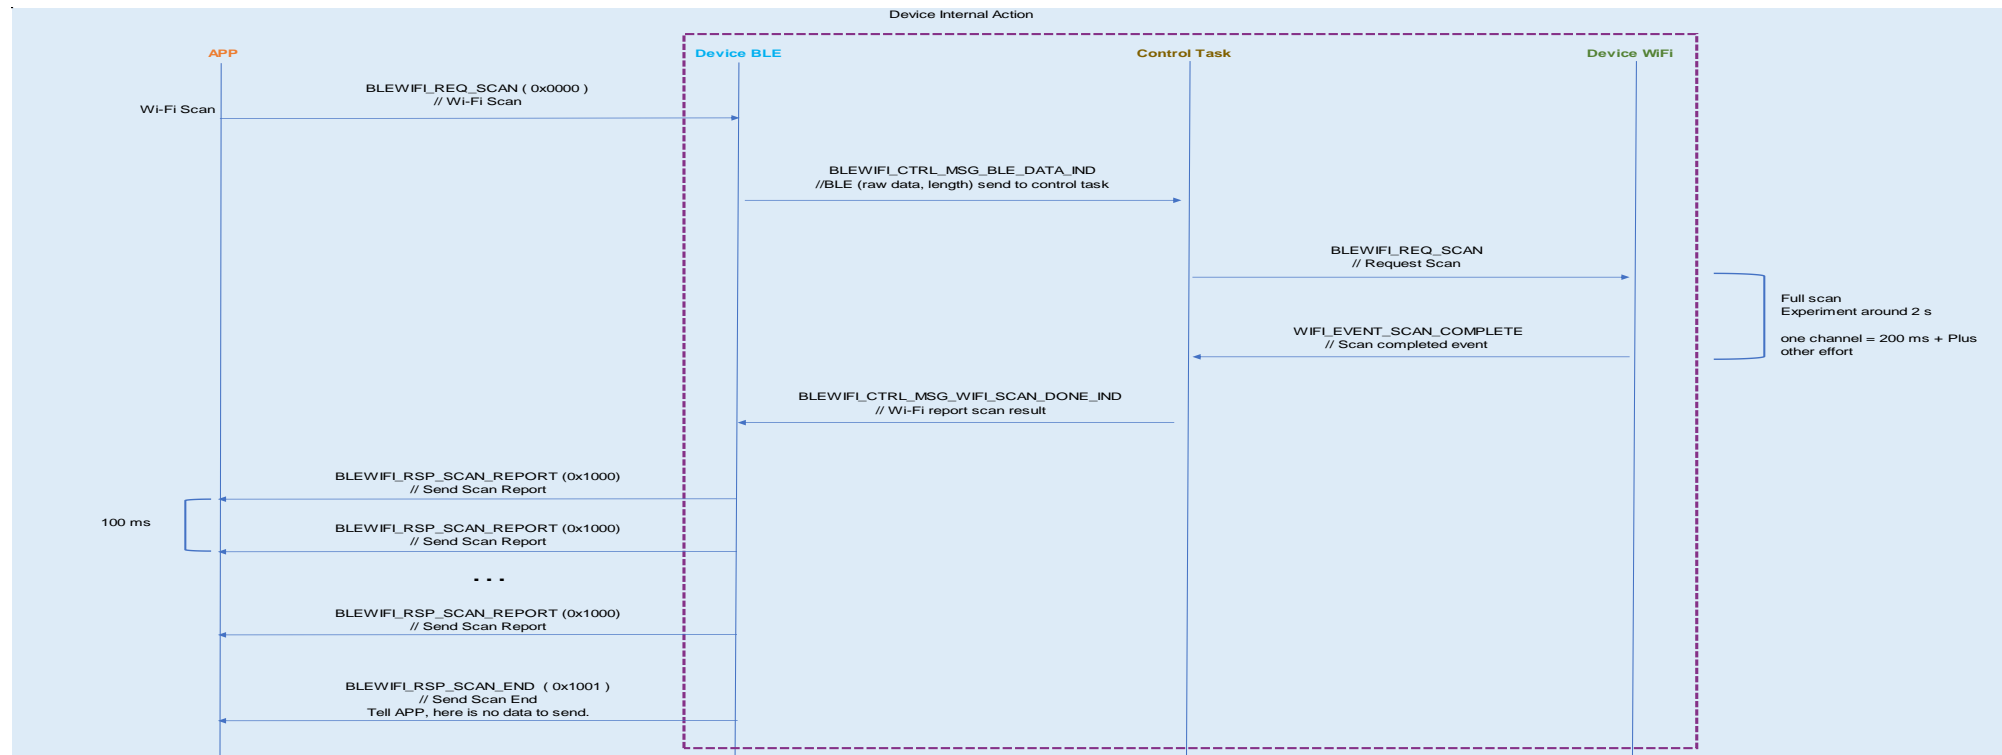 Device Internal Action
APP
Device BLE
Control Task
Device WiFi
BLEWIFI_REQ_SCAN ( 0x0000 )
// Wi-Fi Scan
Wi-Fi Scan
BLEWIFI_CTRL_MSG_BLE_DATA_IND
//BLE (raw data, length) send to control task
BLEWIFI_REQ_SCAN
// Request Scan
Full scan
Experiment around 2 s
one channel = 200 ms + Plus
other effort
WIFI_EVENT_SCAN_COMPLETE
// Scan completed event
BLEWIFI_CTRL_MSG_WIFI_SCAN_DONE_IND
// Wi-Fi report scan result
BLEWIFI_RSP_SCAN_REPORT (0x1000)
// Send Scan Report
100 ms
BLEWIFI_RSP_SCAN_REPORT (0x1000)
// Send Scan Report
. . .
BLEWIFI_RSP_SCAN_REPORT (0x1000)
// Send Scan Report
BLEWIFI_RSP_SCAN_END ( 0x1001 )
// Send Scan End
Tell APP, here is no data to send.